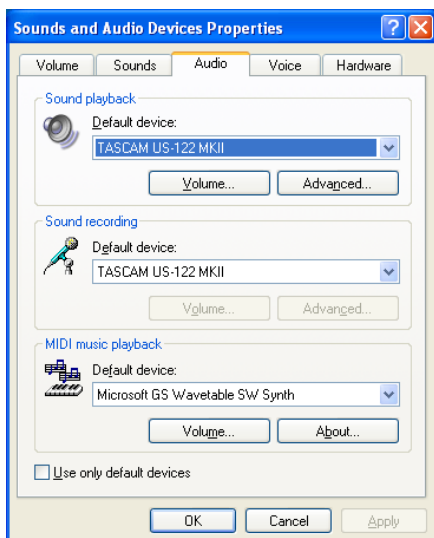 Sounds and Audio Devices Properties
Volume Sounds Audio Voice Hardware
Sound playback
Default device:
TASCAM US-122 MKII
Volume... Advanced...
Sound recording
Default device:
TASCAM US-122 MKII
Volume... Advanced...
MIDI music playback
Default device:
Microsoft GS Wavetable SW Synth
Volume... About...
Use only default devices
OK Cancel Apply